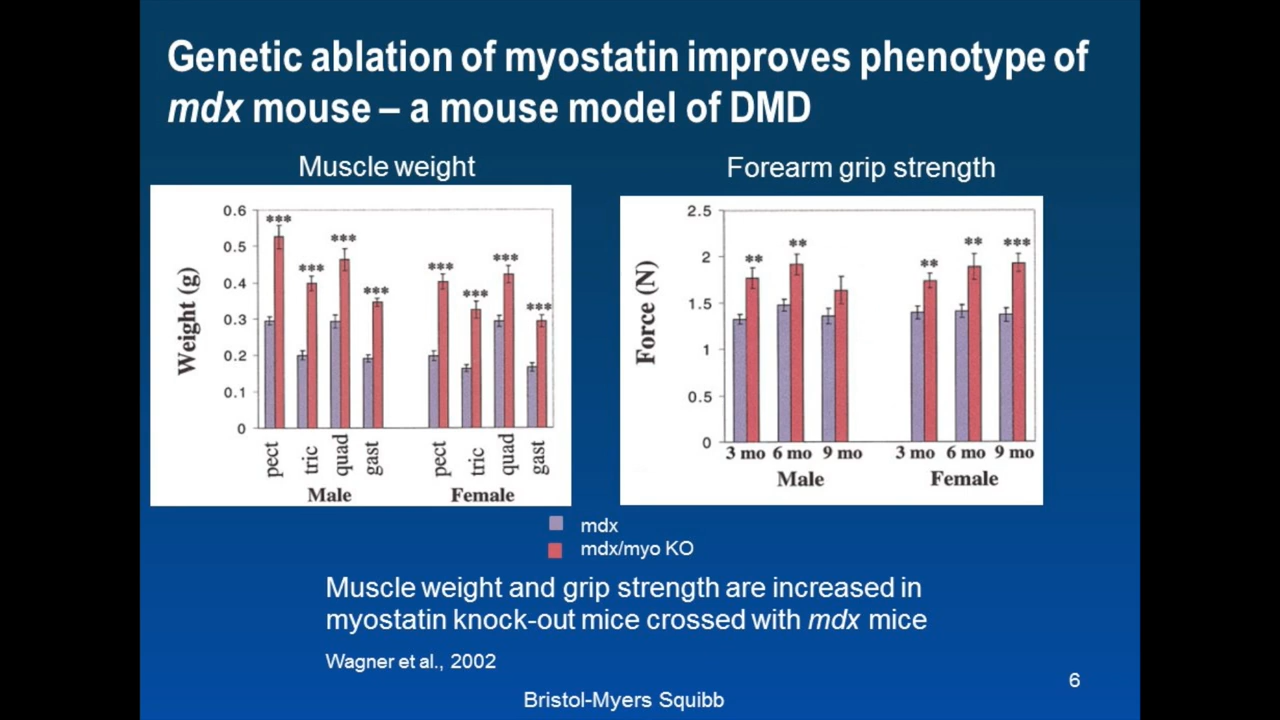 Genetic ablation of myostatin improves phenotype of
mdx mouse – a mouse model of DMD
Muscle weight
Weight (g)
0.6
0.5
0.4
0.3
0.2
0.1
0
***
***
***
***
***
***
***
***
pect
tric
quad
gast
pect
tric
quad
gast
Male
Female
Forearm grip strength
Force (N)
2.5
2
1.5
1
0.5
0
**
**
**
**
***
3 mo 6 mo 9 mo
3 mo 6 mo 9 mo
Male
Female
mdx
mdx/myo KO
Muscle weight and grip strength are increased in
myostatin knock-out mice crossed with mdx mice
Wagner et al., 2002
6
Bristol-Myers Squibb